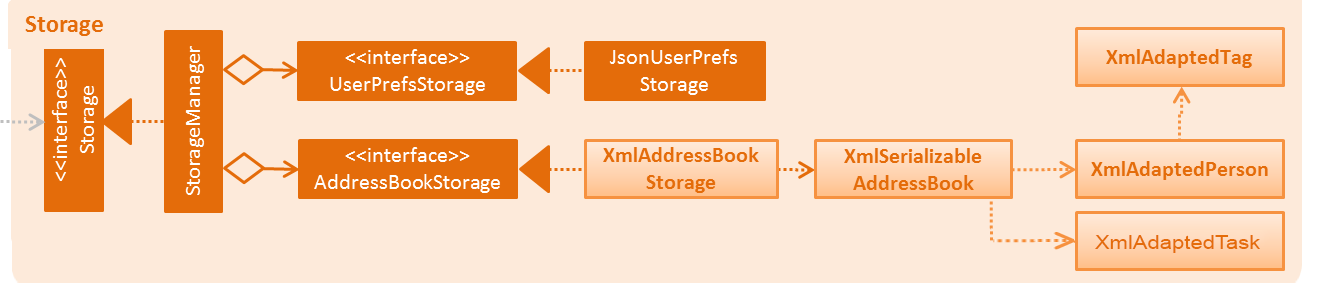 Storage
<<interface>>
Storage
StorageManager
<<interface>>
UserPrefsStorage
JsonUserPrefs
Storage
<<interface>>
AddressBookStorage
XmlAddressBook
Storage
XmlSerializable
AddressBook
XmlAdaptedTag
XmlAdaptedPerson
XmlAdaptedTask